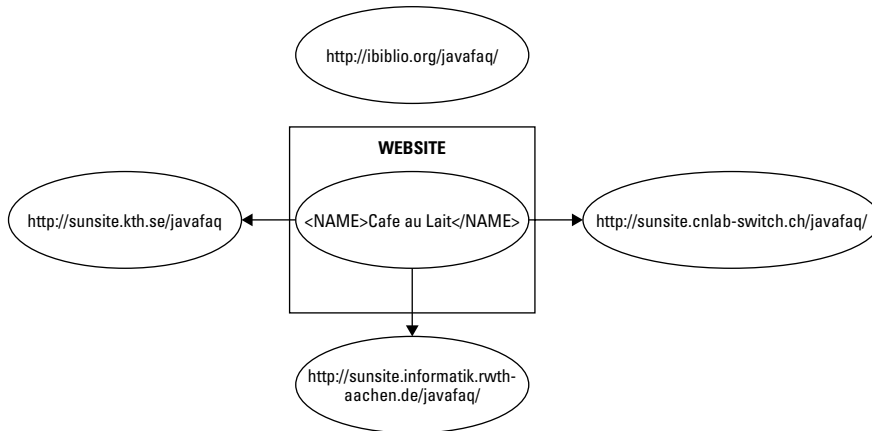 http://ibiblio.org/javafaq/
WEBSITE
http://sunsite.kth.se/javafaq
<NAME>Cafe au Lait</NAME>
http://sunsite.cnlab-switch.ch/javafaq/
http://sunsite.informatik.rwth-
aachen.de/javafaq/